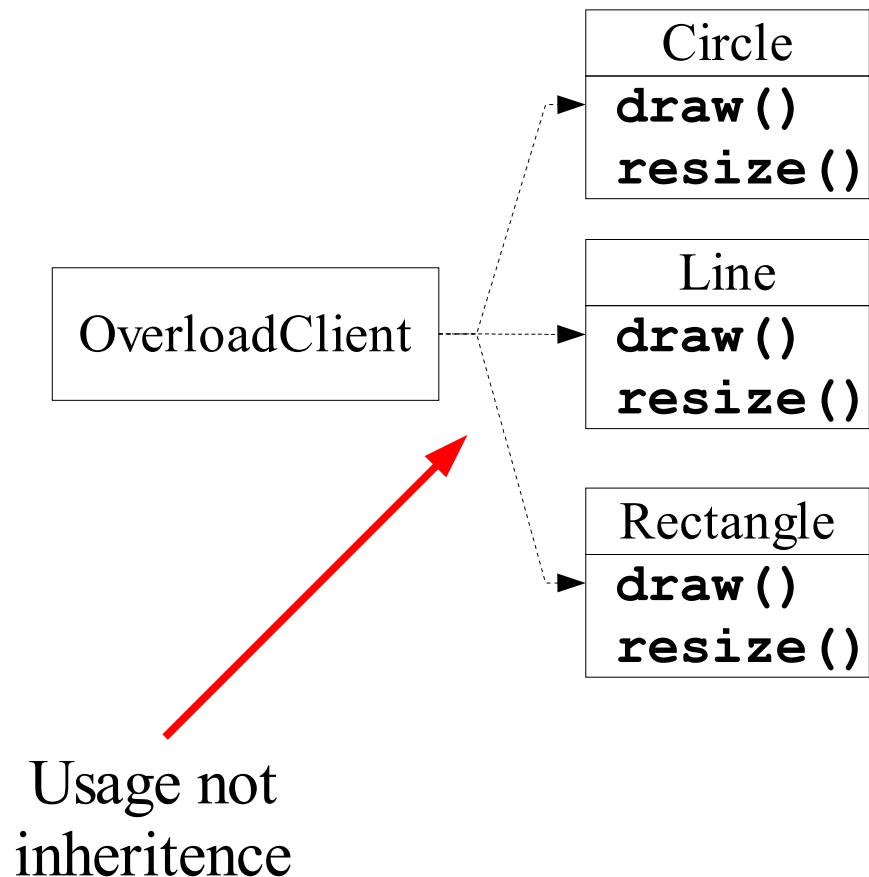 Circle
draw()
resize()
OverloadClient
Line
draw()
resize()
Rectangle
draw()
resize()
Usage not
inheritence